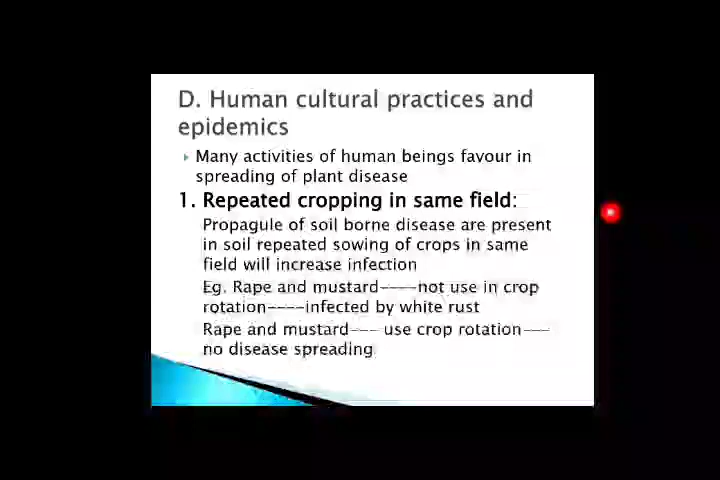 D. Human cultural practices and
epidemics
Many activities of human beings favour in
spreading of plant disease
1. Repeated cropping in same field:
Propagule of soil borne disease are present
in soil repeated sowing of crops in same
field will increase infection
Eg. Rape and mustard----not use in crop
rotation----infected by white rust
Rape and mustard--- use crop rotation---
no disease spreading